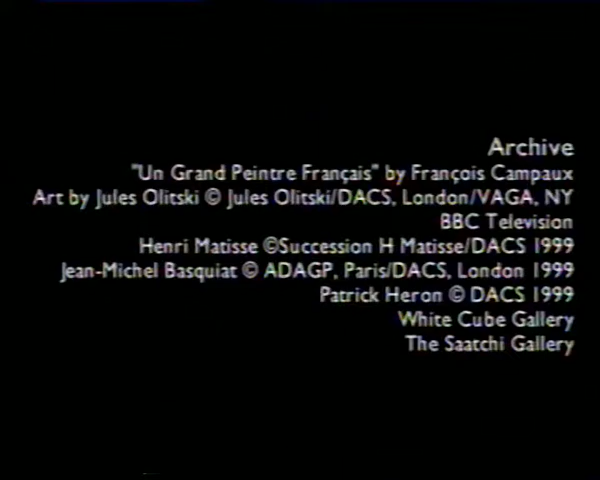 Archive
"Un Grand Peintre Français" by François Campaux
Art by Jules Olitski © Jules Olitski/DACS, London/VAGA, NY
BBC Television
Henri Matisse ©Succession H Matisse/DACS 1999
Jean-Michel Basquiat © ADAGP, Paris/DACS, London 1999
Patrick Heron © DACS 1999
White Cube Gallery
The Saatchi Gallery